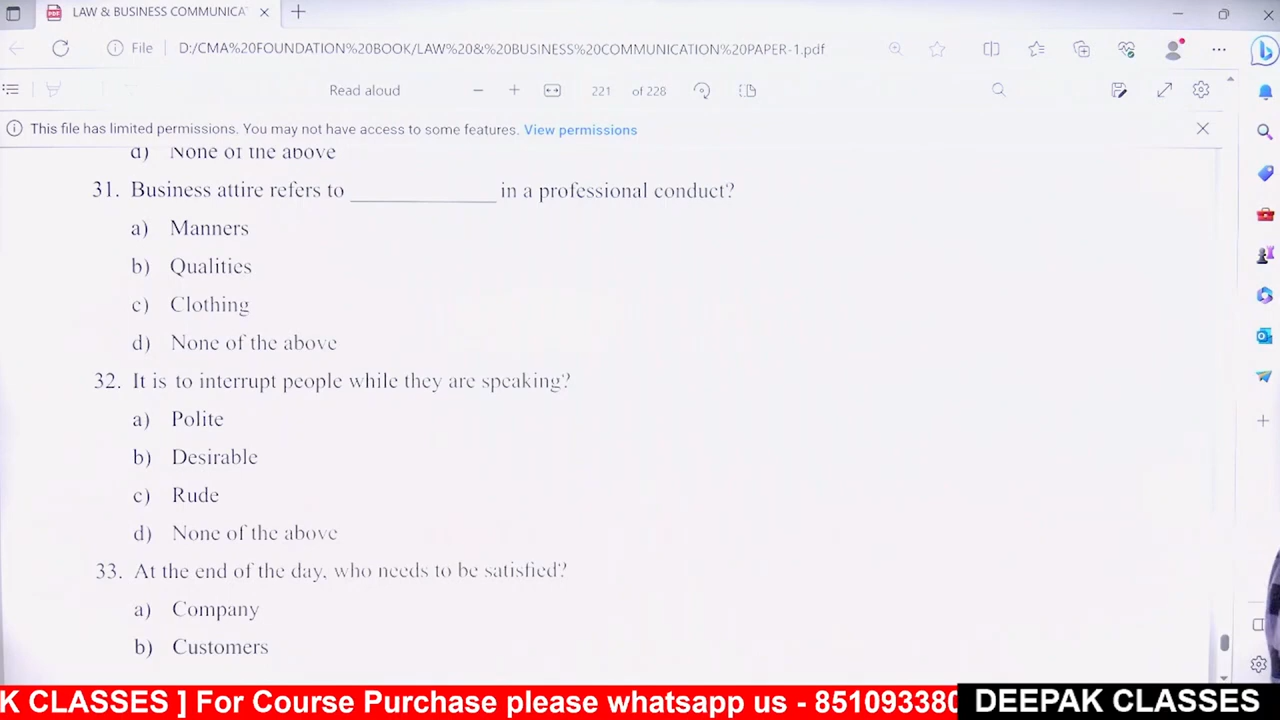 LAW & BUSINESS COMMUNICA
File D:/CMA%20FOUNDATION%20BOOK/LAW%20&%20BUSINESS%20COMMUNICATION%20PAPER-1.pdf
Read aloud 221 of 228
This file has limited permissions. You may not have access to some features. View permissions
d) None of the above
31. Business attire refers to ____________ in a professional conduct?
a) Manners
b) Qualities
c) Clothing
d) None of the above
32. It is to interrupt people while they are speaking?
a) Polite
b) Desirable
c) Rude
d) None of the above
33. At the end of the day, who needs to be satisfied?
a) Company
b) Customers
K CLASSES ] For Course Purchase please whatsapp us - 851093380 DEEPAK CLASSES